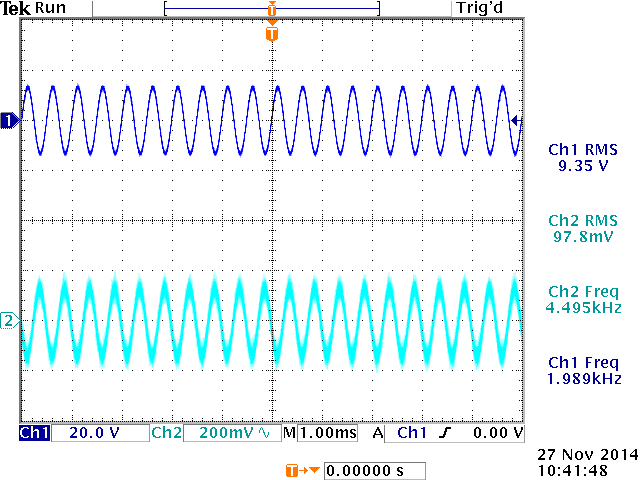 Tek Run Trig'd
T
T
1
Ch1 RMS
9.35 V
Ch2 RMS
97.8mV
2
Ch2 Freq
4.495kHz
Ch1 Freq
1.989kHz
Ch1 20.0 V Ch2 200mV∿ M 1.00ms A Ch1 ƒ 0.00 V
T→▼ 0.00000 s
27 Nov 2014
10:41:48